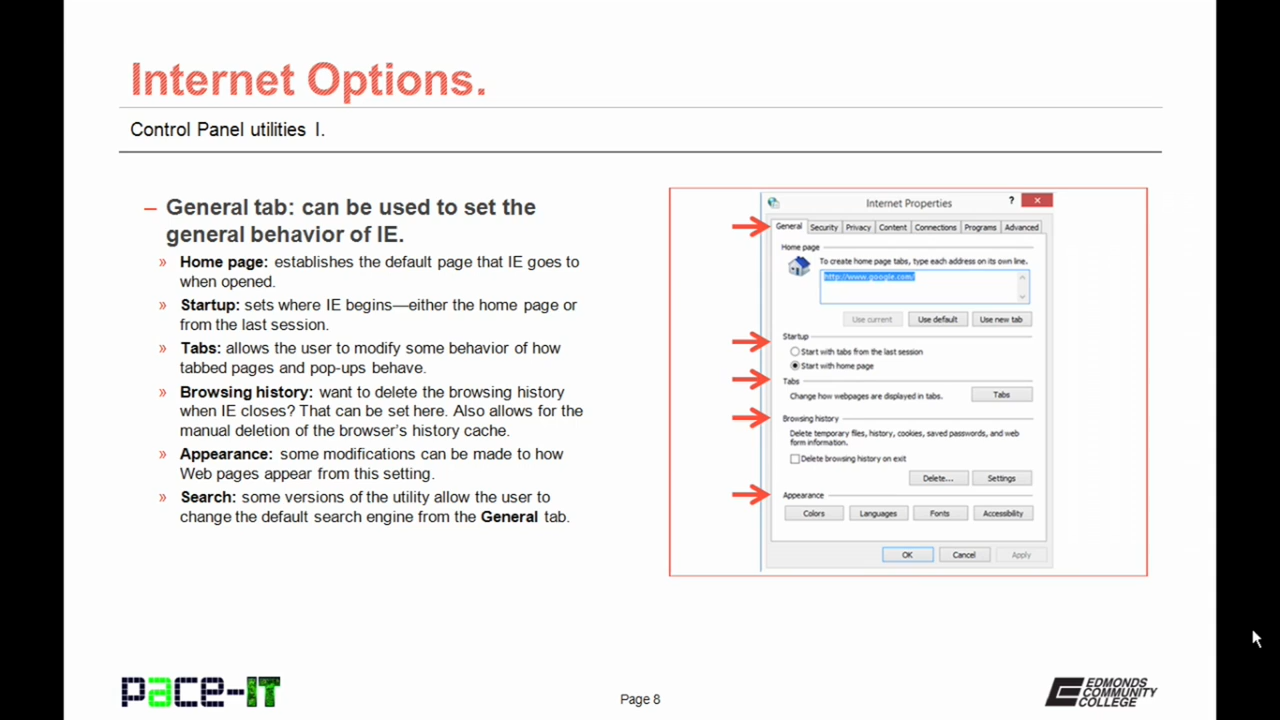 Internet Options.
Control Panel utilities I.
– General tab: can be used to set the
general behavior of IE.
» Home page: establishes the default page that IE goes to
when opened.
» Startup: sets where IE begins—either the home page or
from the last session.
» Tabs: allows the user to modify some behavior of how
tabbed pages and pop-ups behave.
» Browsing history: want to delete the browsing history
when IE closes? That can be set here. Also allows for the
manual deletion of the browser's history cache.
» Appearance: some modifications can be made to how
Web pages appear from this setting.
» Search: some versions of the utility allow the user to
change the default search engine from the General tab.
Internet Properties
General Security Privacy Content Connections Programs Advanced
Home page
To create home page tabs, type each address on its own line.
http://www.google.com/
Use current Use default Use new tab
Startup
Start with tabs from the last session
Start with home page
Tabs
Change how webpages are displayed in tabs. Tabs
Browsing history
Delete temporary files, history, cookies, saved passwords, and web
form information.
Delete browsing history on exit
Delete... Settings
Appearance
Colors Languages Fonts Accessibility
OK Cancel Apply
pace-IT
Page 8
EDMONDS
COMMUNITY
COLLEGE